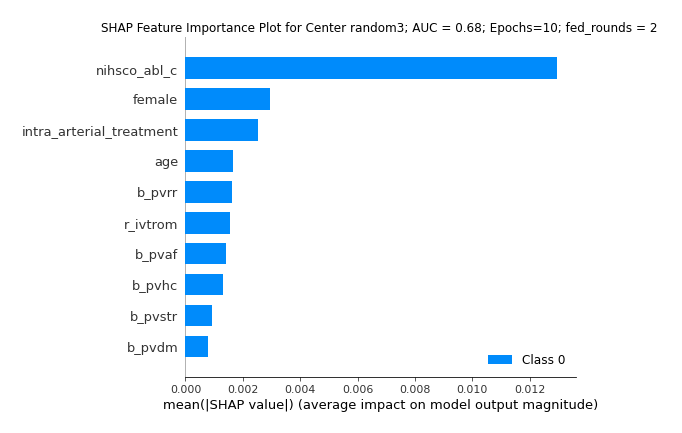 SHAP Feature Importance Plot for Center random3; AUC = 0.68; Epochs=10; fed_rounds = 2
nihsco_abl_c
female
intra_arterial_treatment
age
b_pvrr
r_ivtrom
b_pvaf
b_pvhc
b_pvstr
b_pvdm
Class 0
0.000 0.002 0.004 0.006 0.008 0.010 0.012
mean(|SHAP value|) (average impact on model output magnitude)